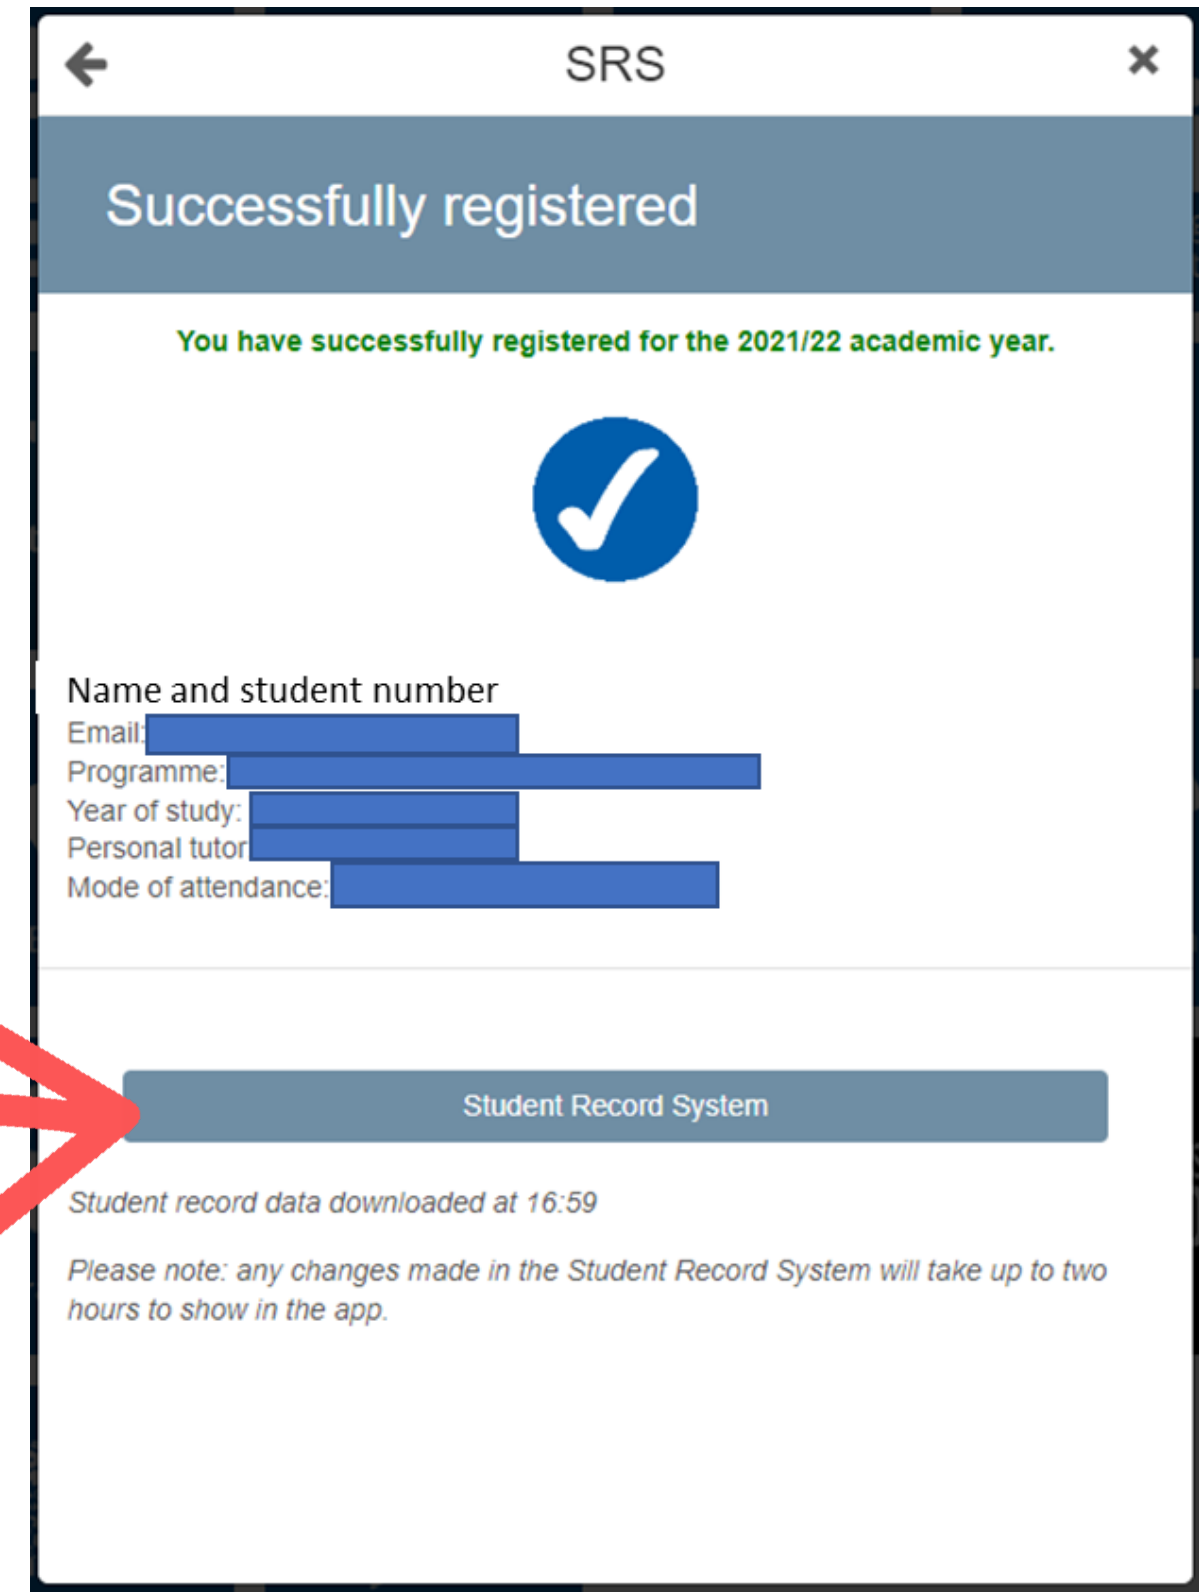 SRS
Successfully registered
You have successfully registered for the 2021/22 academic year.
Name and student number
Email:
Programme:
Year of study:
Personal tutor
Mode of attendance:
Student Record System
Student record data downloaded at 16:59
Please note: any changes made in the Student Record System will take up to two
hours to show in the app.